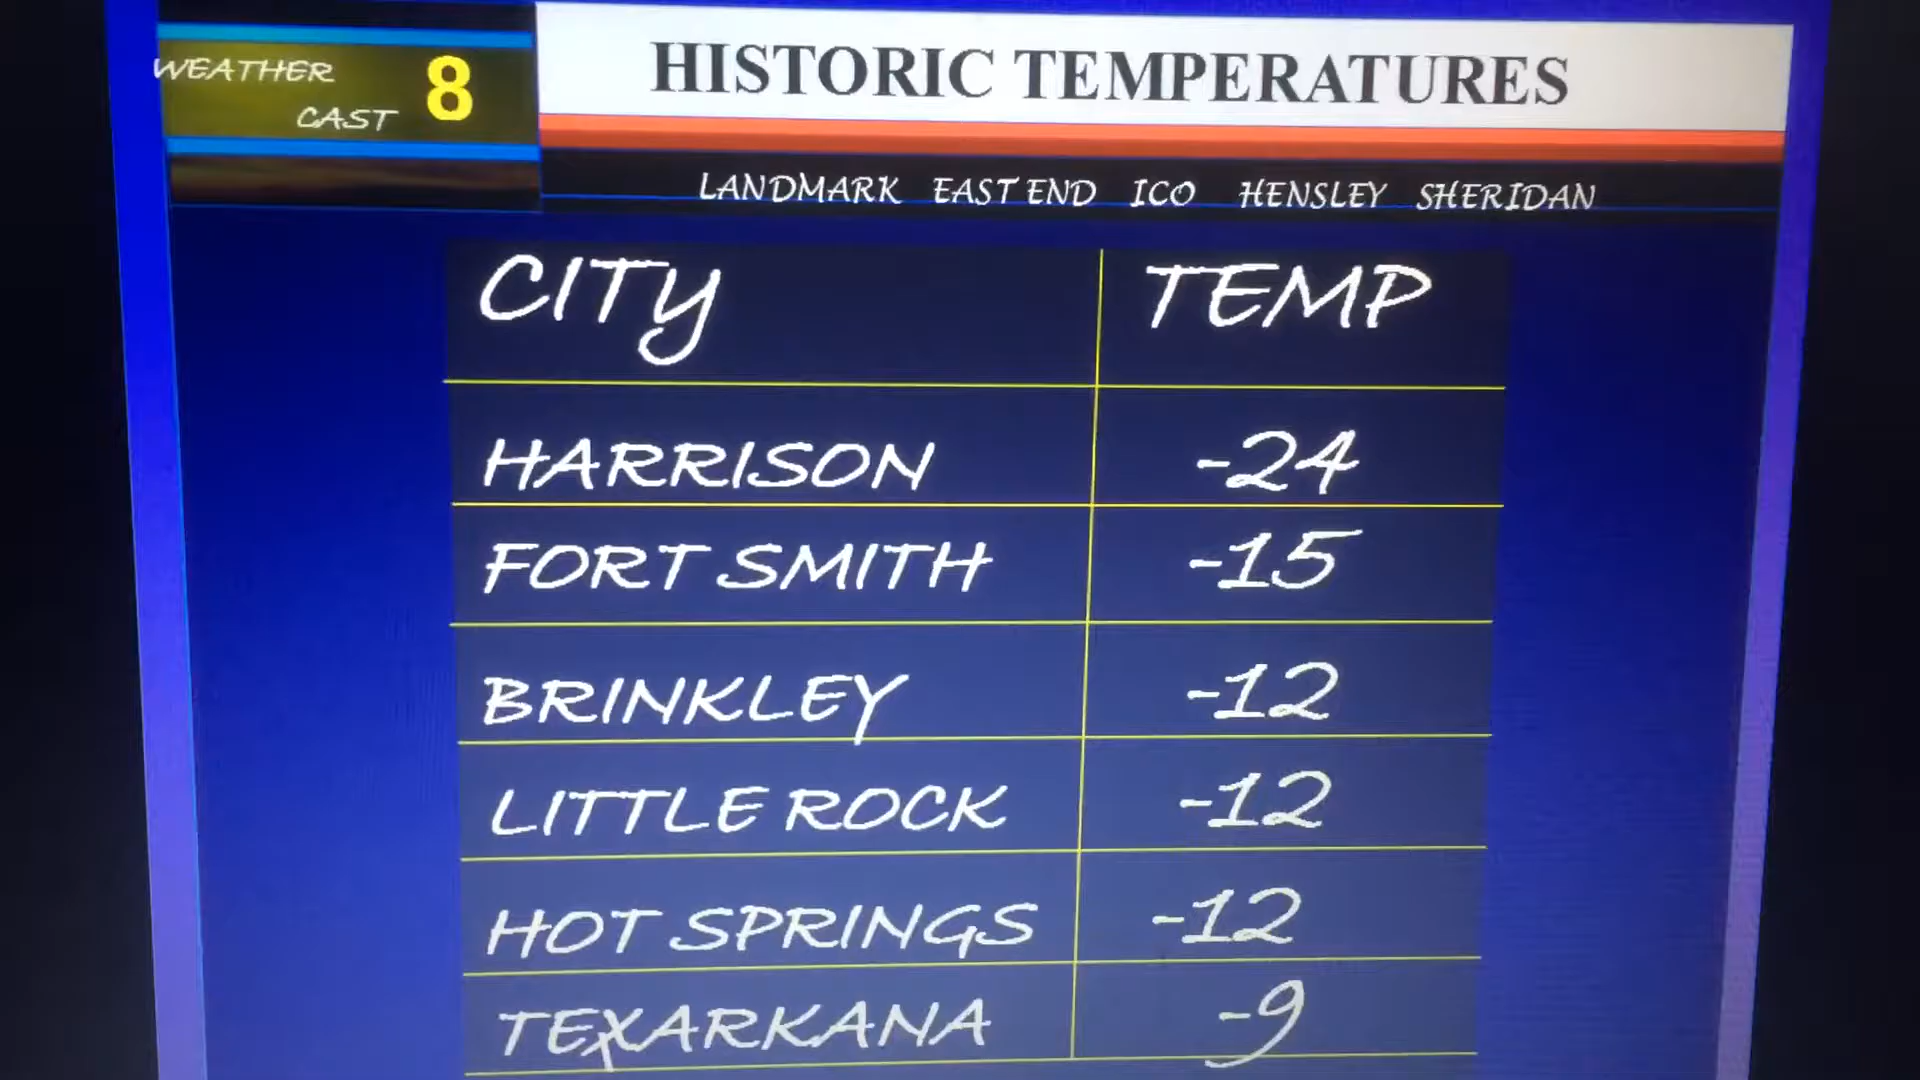 WEATHER
CAST 8
HISTORIC TEMPERATURES
LANDMARK EAST END ICO HENSLEY SHERIDAN
CITY TEMP
HARRISON -24
FORT SMITH -15
BRINKLEY -12
LITTLE ROCK -12
HOT SPRINGS -12
TEXARKANA -9